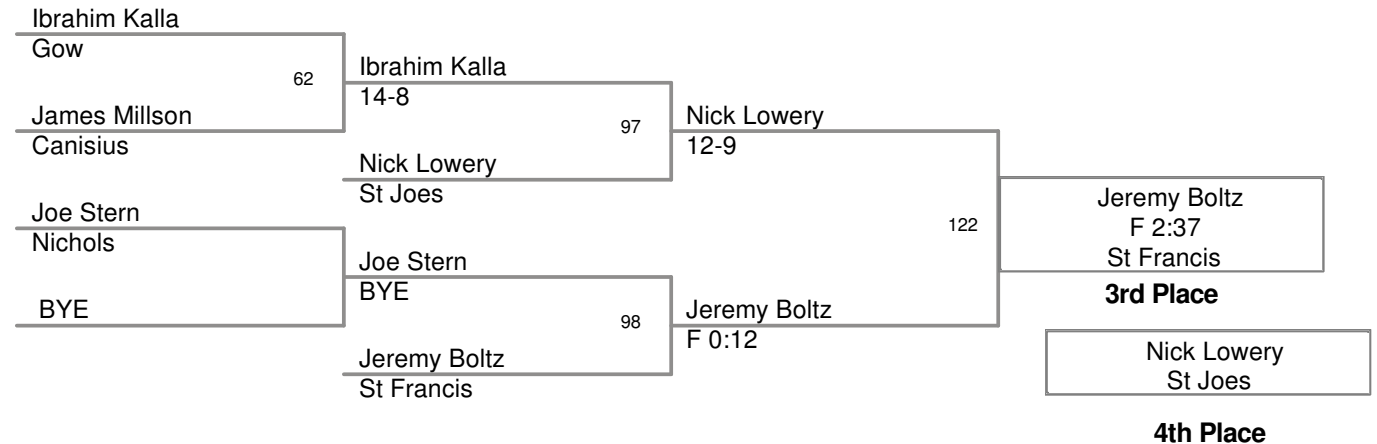 Ibrahim Kalla
Gow
62
James Millson
Canisius
Joe Stern
Nichols
BYE
Ibrahim Kalla
14-8
97
Nick Lowery
St Joes
Joe Stern
BYE
98
Jeremy Boltz
St Francis
Nick Lowery
12-9
122
Jeremy Boltz
F 0:12
Jeremy Boltz
F 2:37
St Francis
3rd Place
Nick Lowery
St Joes
4th Place